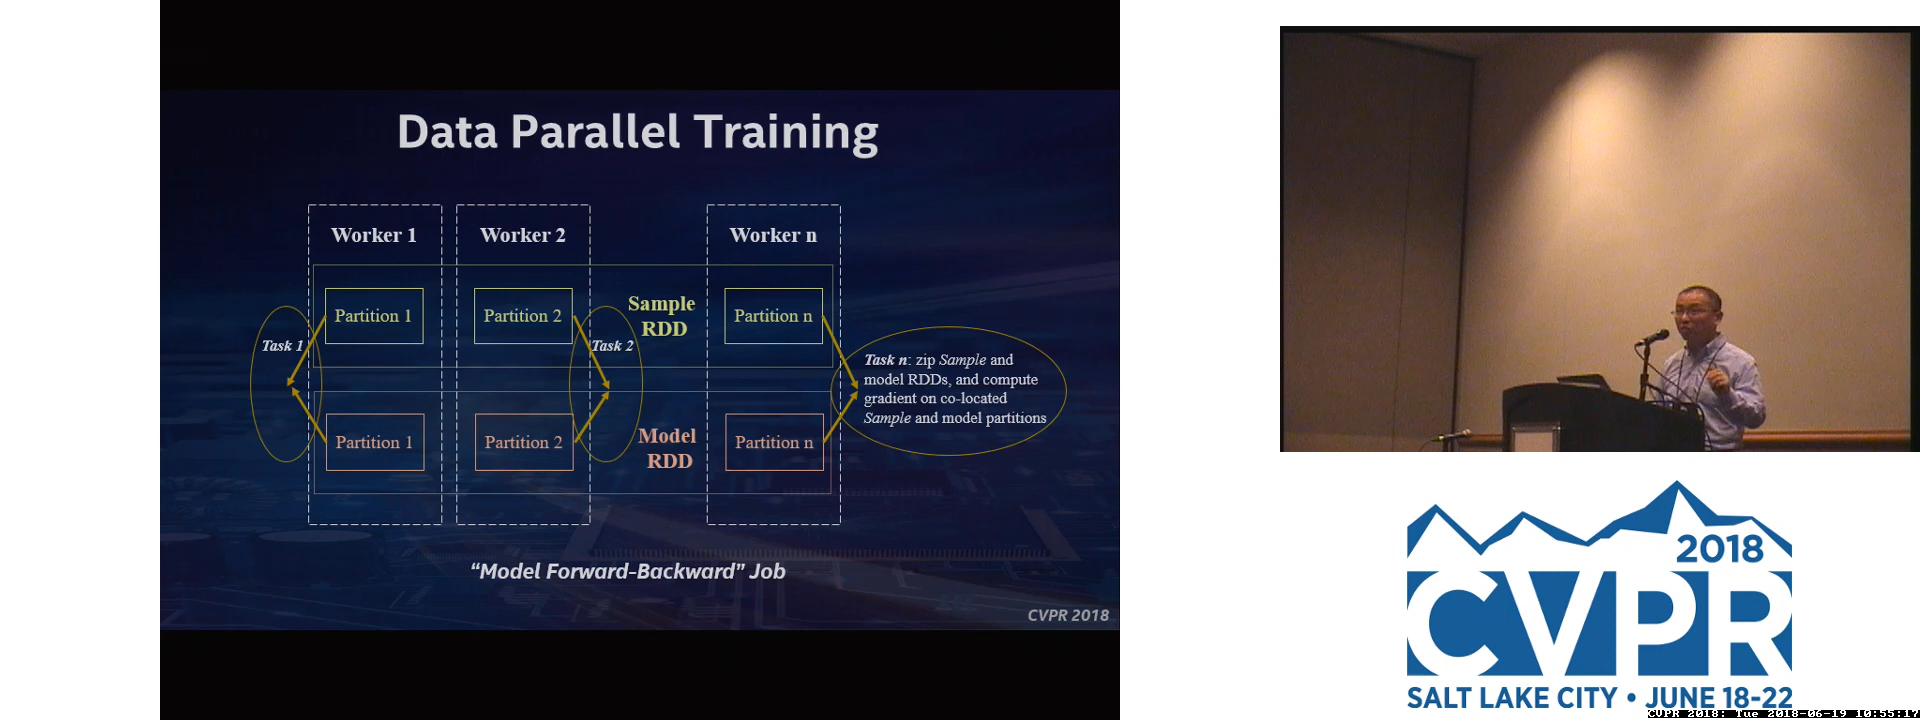 Data Parallel Training
Worker 1
Worker 2
Worker n
Partition 1
Partition 2
Sample
RDD
Partition n
Task 1
Task 2
Task n: zip Sample and
model RDDs, and compute
gradient on co-located
Sample and model partitions
Partition 1
Partition 2
Model
RDD
Partition n
“Model Forward-Backward” Job
CVPR 2018
2018
CVPR
SALT LAKE CITY • JUNE 18-22
CVPR 2018: Tue 2018-06-19 10:55:17